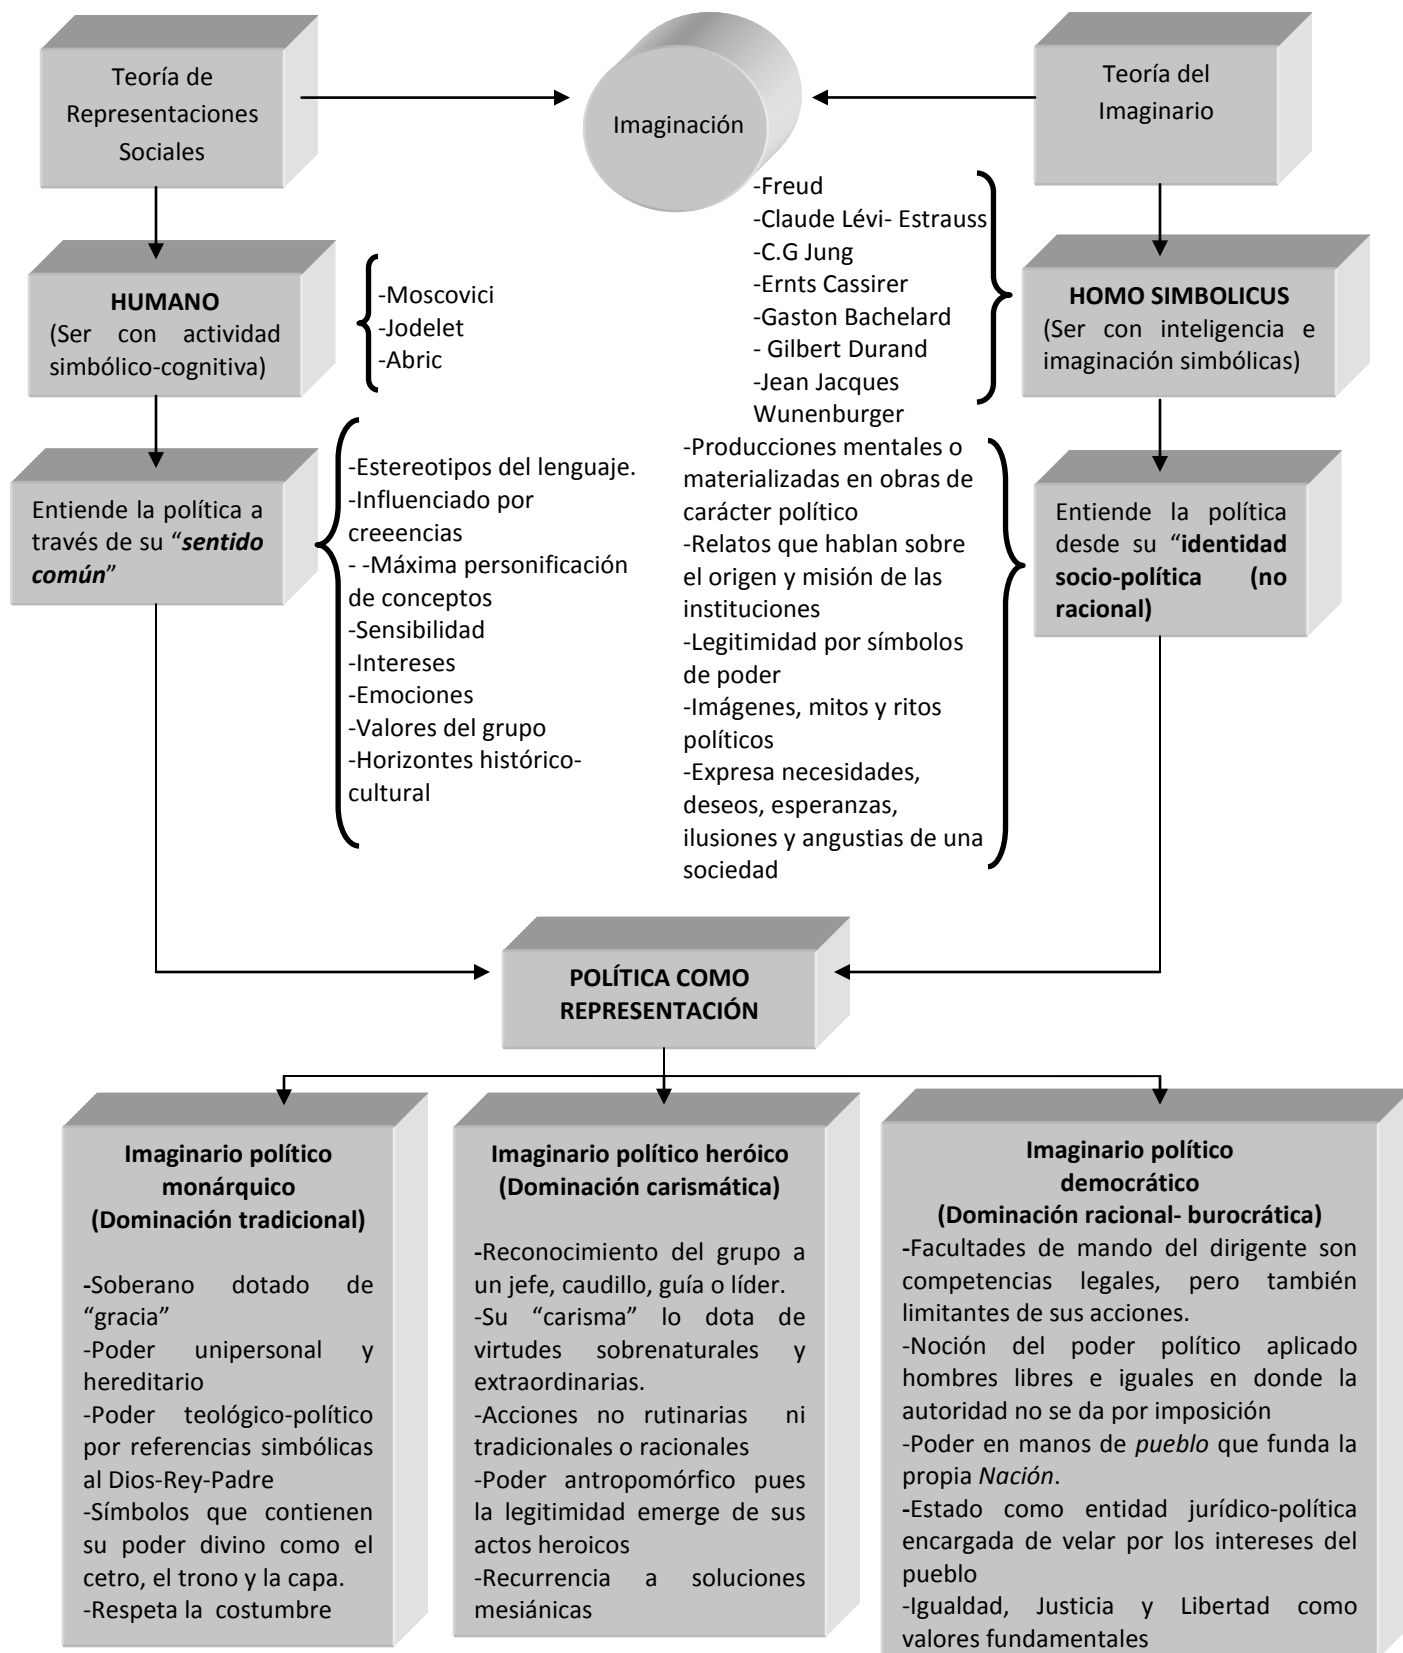 Teoría de
Representaciones
Sociales
Imaginación
Teoría del
Imaginario
HUMANO
(Ser con actividad
simbólico-cognitiva)
-Moscovici
-Jodelet
-Abric
-Freud
-Claude Lévi- Estrauss
-C.G Jung
-Ernts Cassirer
-Gaston Bachelard
- Gilbert Durand
-Jean Jacques
Wunenburger
HOMO SIMBOLICUS
(Ser con inteligencia e
imaginación simbólicas)
Entiende la política a
través de su “sentido
común”
-Estereotipos del lenguaje.
-Influenciado por
creeencias
- -Máxima personificación
de conceptos
-Sensibilidad
-Intereses
-Emociones
-Valores del grupo
-Horizontes histórico-
cultural
-Producciones mentales o
materializadas en obras de
carácter político
-Relatos que hablan sobre
el origen y misión de las
instituciones
-Legitimidad por símbolos
de poder
-Imágenes, mitos y ritos
políticos
-Expresa necesidades,
deseos, esperanzas,
ilusiones y angustias de una
sociedad
Entiende la política
desde su “identidad
socio-política (no
racional)
POLÍTICA COMO
REPRESENTACIÓN
Imaginario político
monárquico
(Dominación tradicional)
-Soberano dotado de
“gracia”
-Poder unipersonal y
hereditario
-Poder teológico-político
por referencias simbólicas
al Dios-Rey-Padre
-Símbolos que contienen
su poder divino como el
cetro, el trono y la capa.
-Respeta la costumbre
Imaginario político heróico
(Dominación carismática)
-Reconocimiento del grupo a
un jefe, caudillo, guía o líder.
-Su “carisma” lo dota de
virtudes sobrenaturales y
extraordinarias.
-Acciones no rutinarias ni
tradicionales o racionales
-Poder antropomórfico pues
la legitimidad emerge de sus
actos heroicos
-Recurrencia a soluciones
mesiánicas
Imaginario político
democrático
(Dominación racional- burocrática)
-Facultades de mando del dirigente son
competencias legales, pero también
limitantes de sus acciones.
-Noción del poder político aplicado
hombres libres e iguales en donde la
autoridad no se da por imposición
-Poder en manos de pueblo que funda la
propia Nación.
-Estado como entidad jurídico-política
encargada de velar por los intereses del
pueblo
-Igualdad, Justicia y Libertad como
valores fundamentales